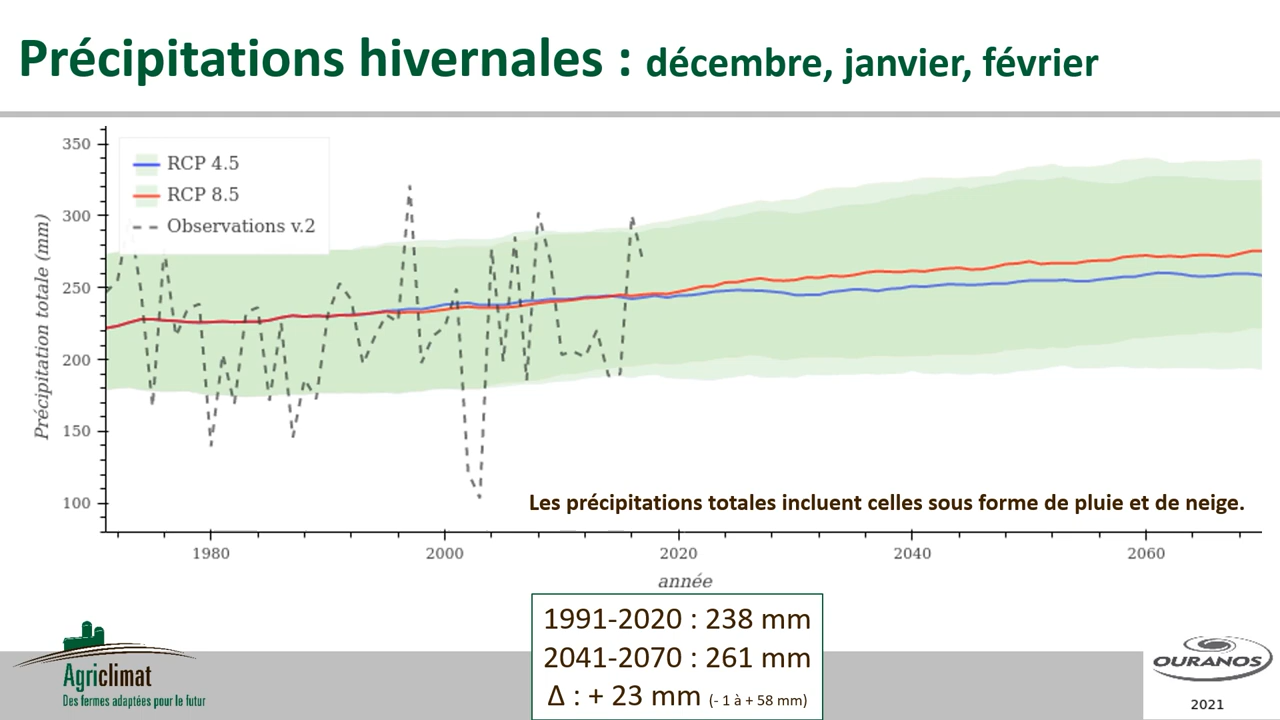 Précipitations hivernales : décembre, janvier, février
350
300
250
200
150
100
Précipitation totale (mm)
RCP 4.5
RCP 8.5
Observations v.2
Les précipitations totales incluent celles sous forme de pluie et de neige.
1980
2000
2020
2040
2060
année
1991-2020 : 238 mm
2041-2070 : 261 mm
Δ : + 23 mm (- 1 à + 58 mm)
Agriclimat
Des fermes adaptées pour le futur
OURANOS
2021